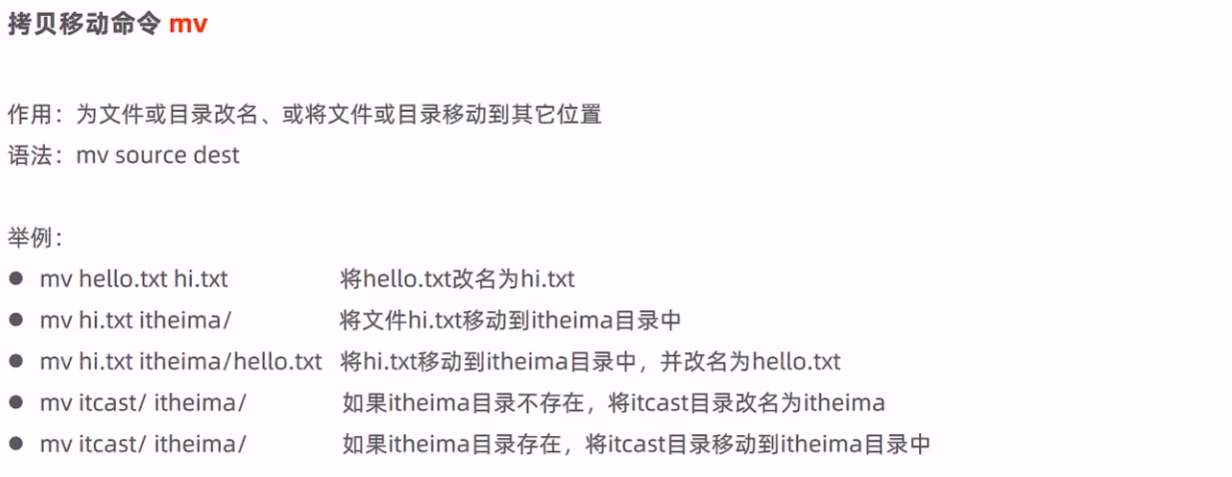 拷贝移动命令 mv
作用：为文件或目录改名、或将文件或目录移动到其它位置
语法：mv source dest
举例：
● mv hello.txt hi.txt 将hello.txt改名为hi.txt
● mv hi.txt itheima/ 将文件hi.txt移动到itheima目录中
● mv hi.txt itheima/hello.txt 将hi.txt移动到itheima目录中，并改名为hello.txt
● mv itcast/ itheima/ 如果itheima目录不存在，将itcast目录改名为itheima
● mv itcast/ itheima/ 如果itheima目录存在，将itcast目录移动到itheima目录中